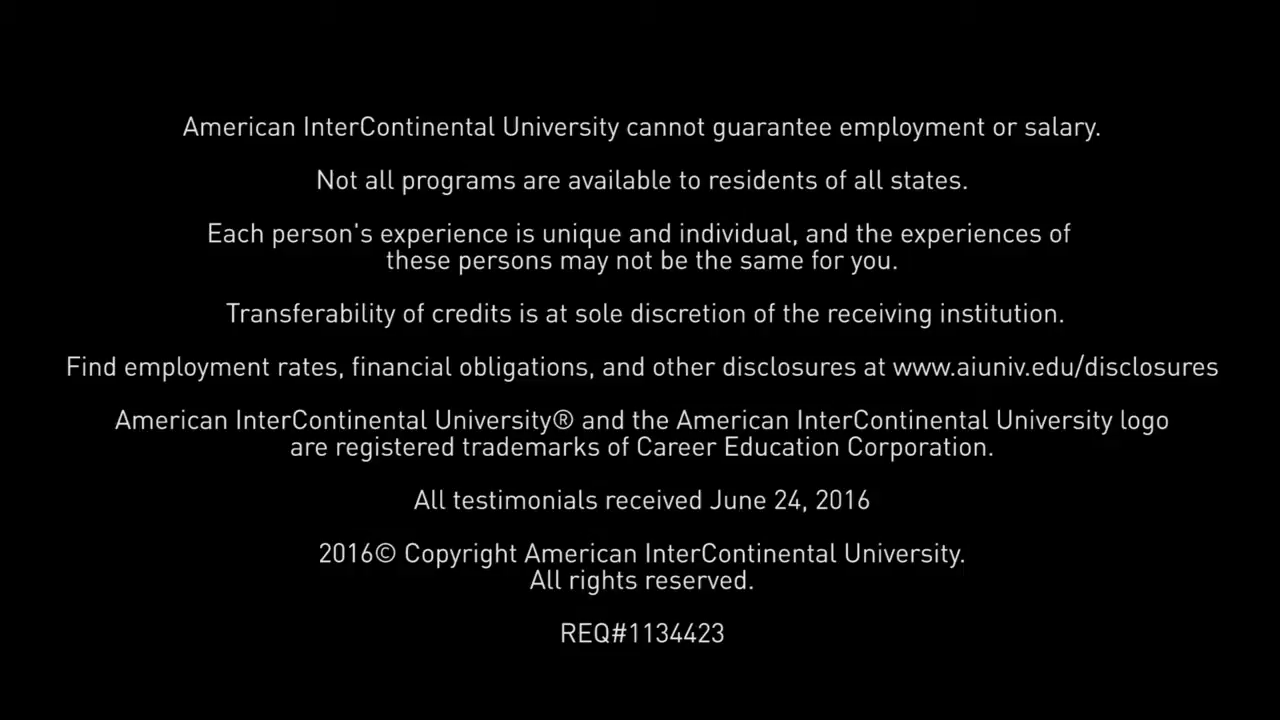 American InterContinental University cannot guarantee employment or salary.
Not all programs are available to residents of all states.
Each person's experience is unique and individual, and the experiences of
these persons may not be the same for you.
Transferability of credits is at sole discretion of the receiving institution.
Find employment rates, financial obligations, and other disclosures at www.aiuniv.edu/disclosures
American InterContinental University® and the American InterContinental University logo
are registered trademarks of Career Education Corporation.
All testimonials received June 24, 2016
2016© Copyright American InterContinental University.
All rights reserved.
REQ#1134423